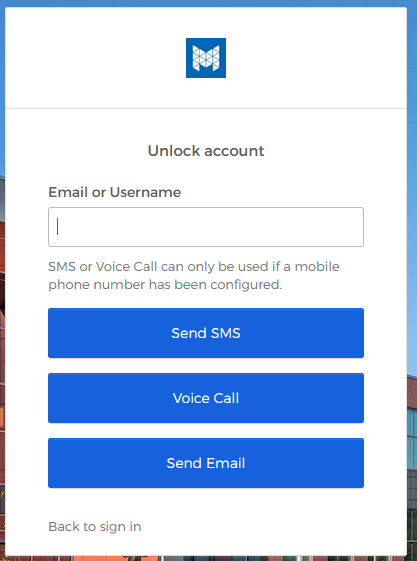 Unlock account
Email or Username
SMS or Voice Call can only be used if a mobile
phone number has been configured.
Send SMS
Voice Call
Send Email
Back to sign in